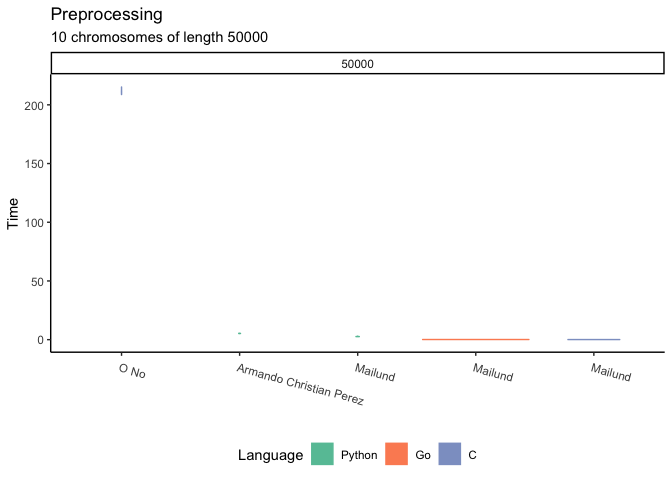 Preprocessing
10 chromosomes of length 50000
50000
200
150
100
50
0
Time
O No
Armando Christian Perez
Mailund
Mailund
Mailund
Language Python Go C